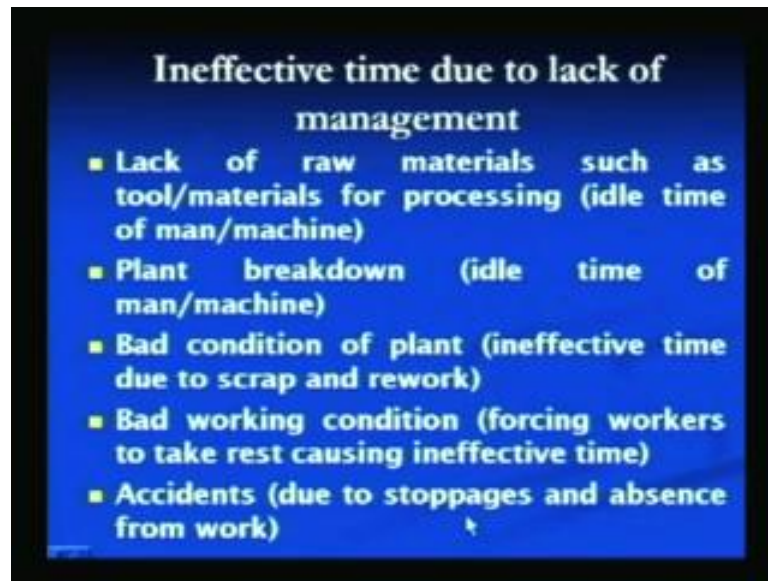 Ineffective time due to lack of
management
Lack of raw materials such as
tool/materials for processing (idle time
of man/machine)
Plant breakdown (idle time of
man/machine)
Bad condition of plant (ineffective time
due to scrap and rework)
Bad working condition (forcing workers
to take rest causing ineffective time)
Accidents (due to stoppages and absence
from work)